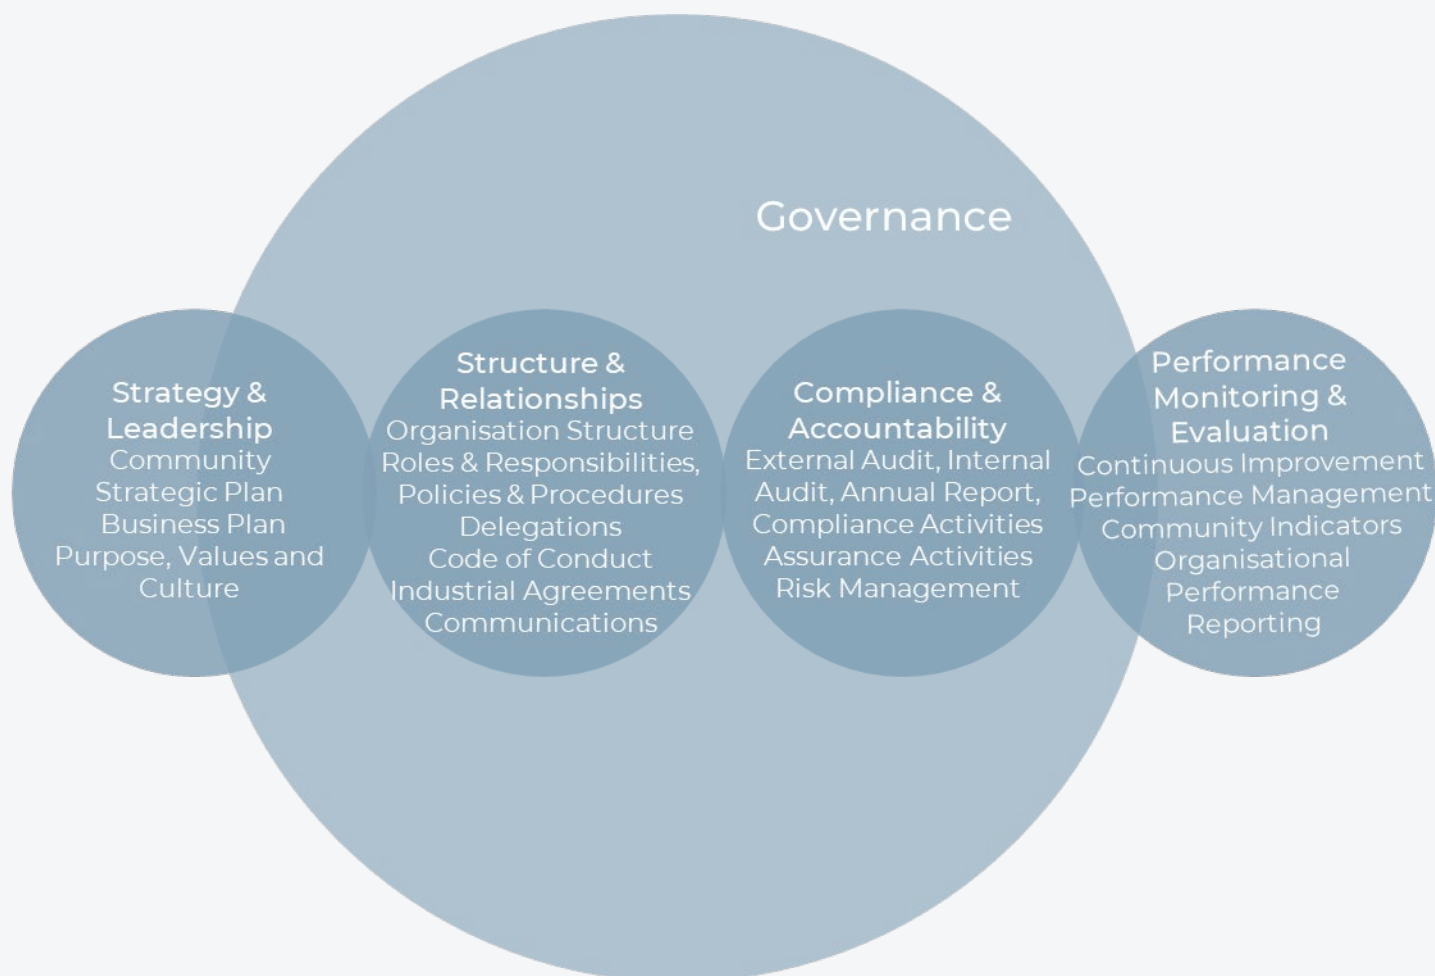 Governance
Strategy &
Leadership
Community
Strategic Plan
Business Plan
Purpose, Values and
Culture
Structure &
Relationships
Organisation Structure
Roles & Responsibilities,
Policies & Procedures
Delegations
Code of Conduct
Industrial Agreements
Communications
Compliance &
Accountability
External Audit, Internal
Audit, Annual Report,
Compliance Activities
Assurance Activities
Risk Management
Performance
Monitoring &
Evaluation
Continuous Improvement
Performance Management
Community Indicators
Organisational
Performance
Reporting